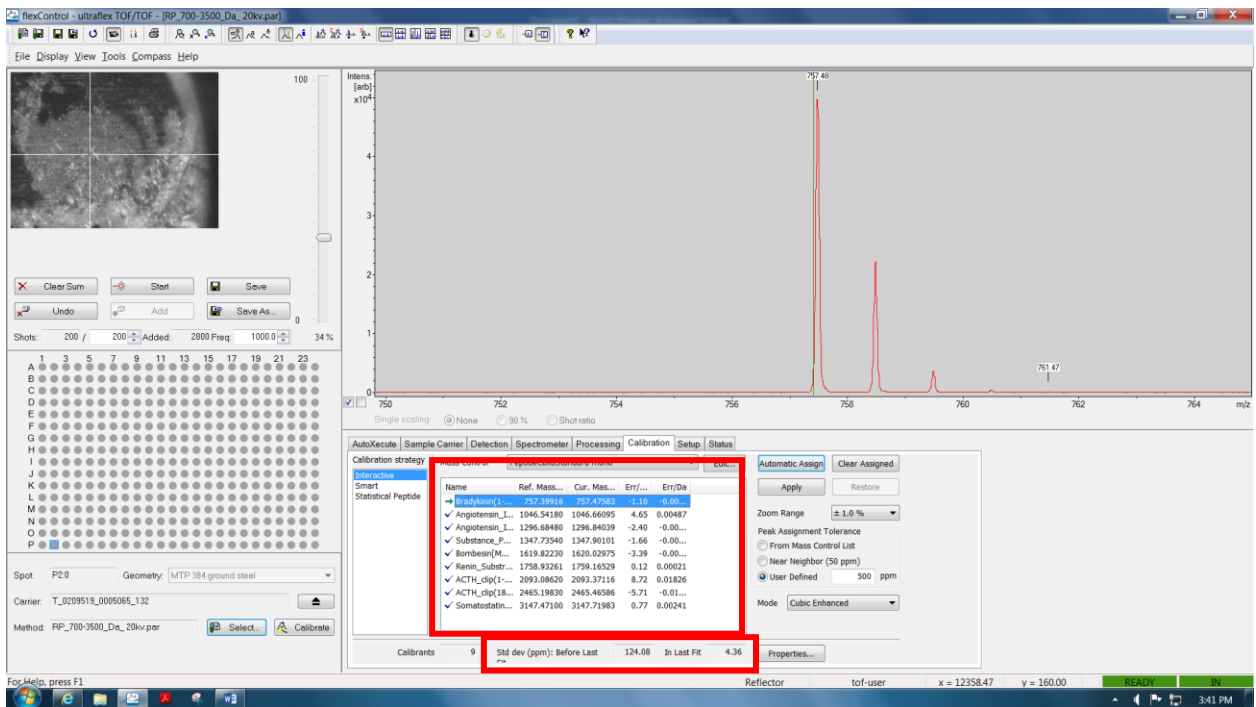 flexControl - ultraflex TOF/TOF - [RP_700-3500_Da_ 20kv.par]
File Display View Tools Compass Help
100
Clear Sum Start Save
Undo Add Save As...
0
Shots: 200 / 200 Added: 2800 Freq: 1000.0 34 %
1 3 5 7 9 11 13 15 17 19 21 23
A
B
C
D
E
F
G
H
I
J
K
L
M
N
O
P
Spot: P2:0 Geometry: MTP 384 ground steel
Carrier: T_0209519_0005065_132
Method: RP_700-3500_Da_ 20kv.par Select... Calibrate
Intens.
[arb]
x10^4
757.48
4
3
2
1
761.47
0
750 752 754 756 758 760 762 764 m/z
Single scaling: None 90 % Shot ratio
AutoXecute Sample Carrier Detection Spectrometer Processing Calibration Setup Status
Calibration strategy
Interactive
Smart
Statistical Peptide
Name Ref. Mass... Cur. Mas... Err/... Err/Da
Bradykinin(1-... 757.39916 757.47583 -1.10 -0.00...
Angiotensin_I... 1046.54180 1046.66095 4.65 0.00487
Angiotensin_I... 1296.68480 1296.84039 -2.40 -0.00...
Substance_P... 1347.73540 1347.90101 -1.66 -0.00...
Bombesin[M... 1619.82230 1620.02975 -3.39 -0.00...
Renin_Substr... 1758.93261 1759.16529 0.12 0.00021
ACTH_clip(1-... 2093.08620 2093.37116 8.72 0.01826
ACTH_clip(18... 2465.19830 2465.46586 -5.71 -0.01...
Somatostatin... 3147.47100 3147.71983 0.77 0.00241
Calibrants 9 Std dev (ppm): Before Last 124.08 In Last Fit 4.36
Automatic Assign Clear Assigned
Apply Restore
Zoom Range ± 1.0 %
Peak Assignment Tolerance
From Mass Control List
Near Neighbor (50 ppm)
User Defined 500 ppm
Mode Cubic Enhanced
Properties...
For Help, press F1
Reflector tof-user x = 12358.47 y = 160.00 READY IN
3:41 PM